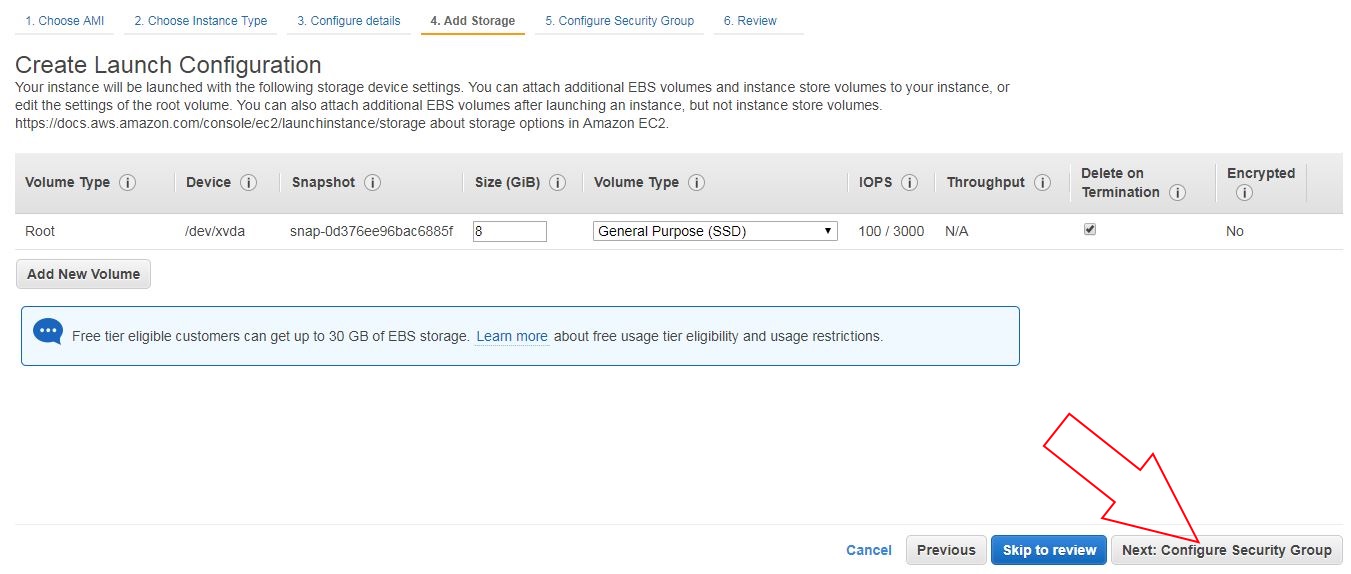 1. Choose AMI 2. Choose Instance Type 3. Configure details 4. Add Storage 5. Configure Security Group 6. Review
Create Launch Configuration
Your instance will be launched with the following storage device settings. You can attach additional EBS volumes and instance store volumes to your instance, or
edit the settings of the root volume. You can also attach additional EBS volumes after launching an instance, but not instance store volumes.
https://docs.aws.amazon.com/console/ec2/launchinstance/storage about storage options in Amazon EC2.
Volume Type i Device i Snapshot i Size (GiB) i Volume Type i IOPS i Throughput i Delete on Termination i Encrypted i
Root /dev/xvda snap-0d376ee96bac6885f 8 General Purpose (SSD) 100 / 3000 N/A No
Add New Volume
Free tier eligible customers can get up to 30 GB of EBS storage. Learn more about free usage tier eligibility and usage restrictions.
Cancel Previous Skip to review Next: Configure Security Group